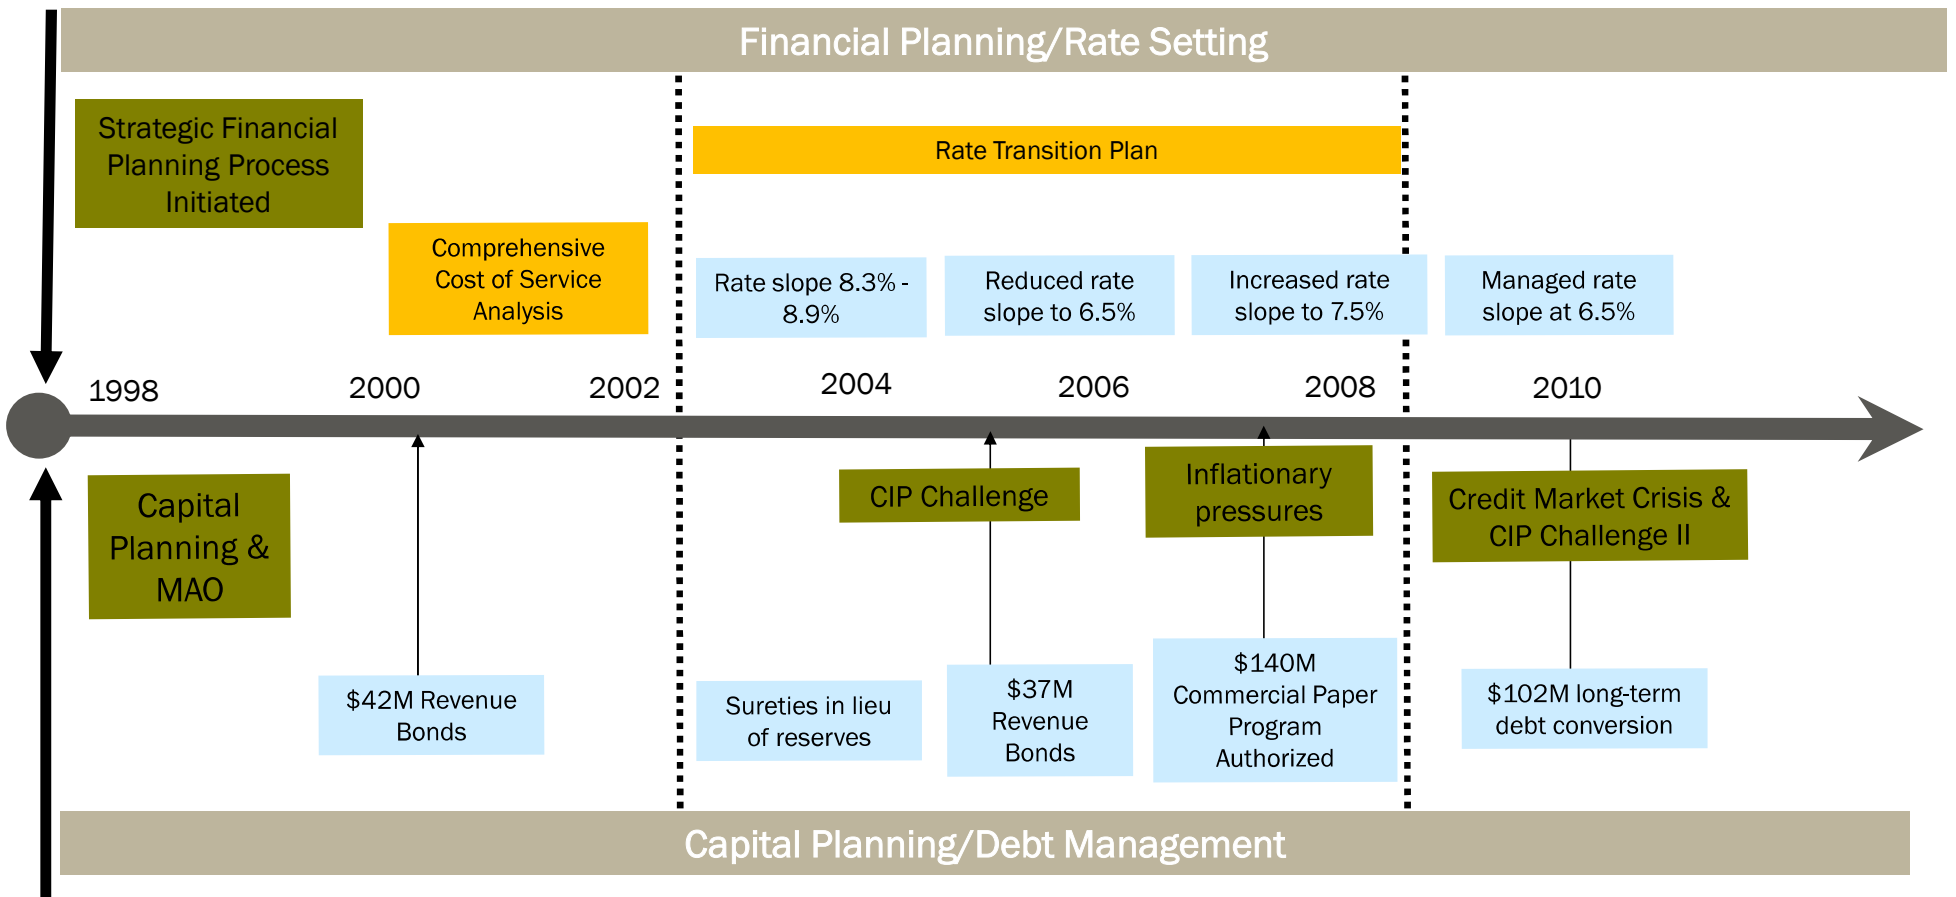 Financial Planning/Rate Setting
Strategic Financial
Planning Process
Initiated
Rate Transition Plan
Comprehensive
Cost of Service
Analysis
Rate slope 8.3% -
8.9%
Reduced rate
slope to 6.5%
Increased rate
slope to 7.5%
Managed rate
slope at 6.5%
1998
2000
2002
2004
2006
2008
2010
Capital
Planning &
MAO
CIP Challenge
Inflationary
pressures
Credit Market Crisis &
CIP Challenge II
$42M Revenue
Bonds
Sureties in lieu
of reserves
$37M
Revenue
Bonds
$140M
Commercial Paper
Program
Authorized
$102M long-term
debt conversion
Capital Planning/Debt Management